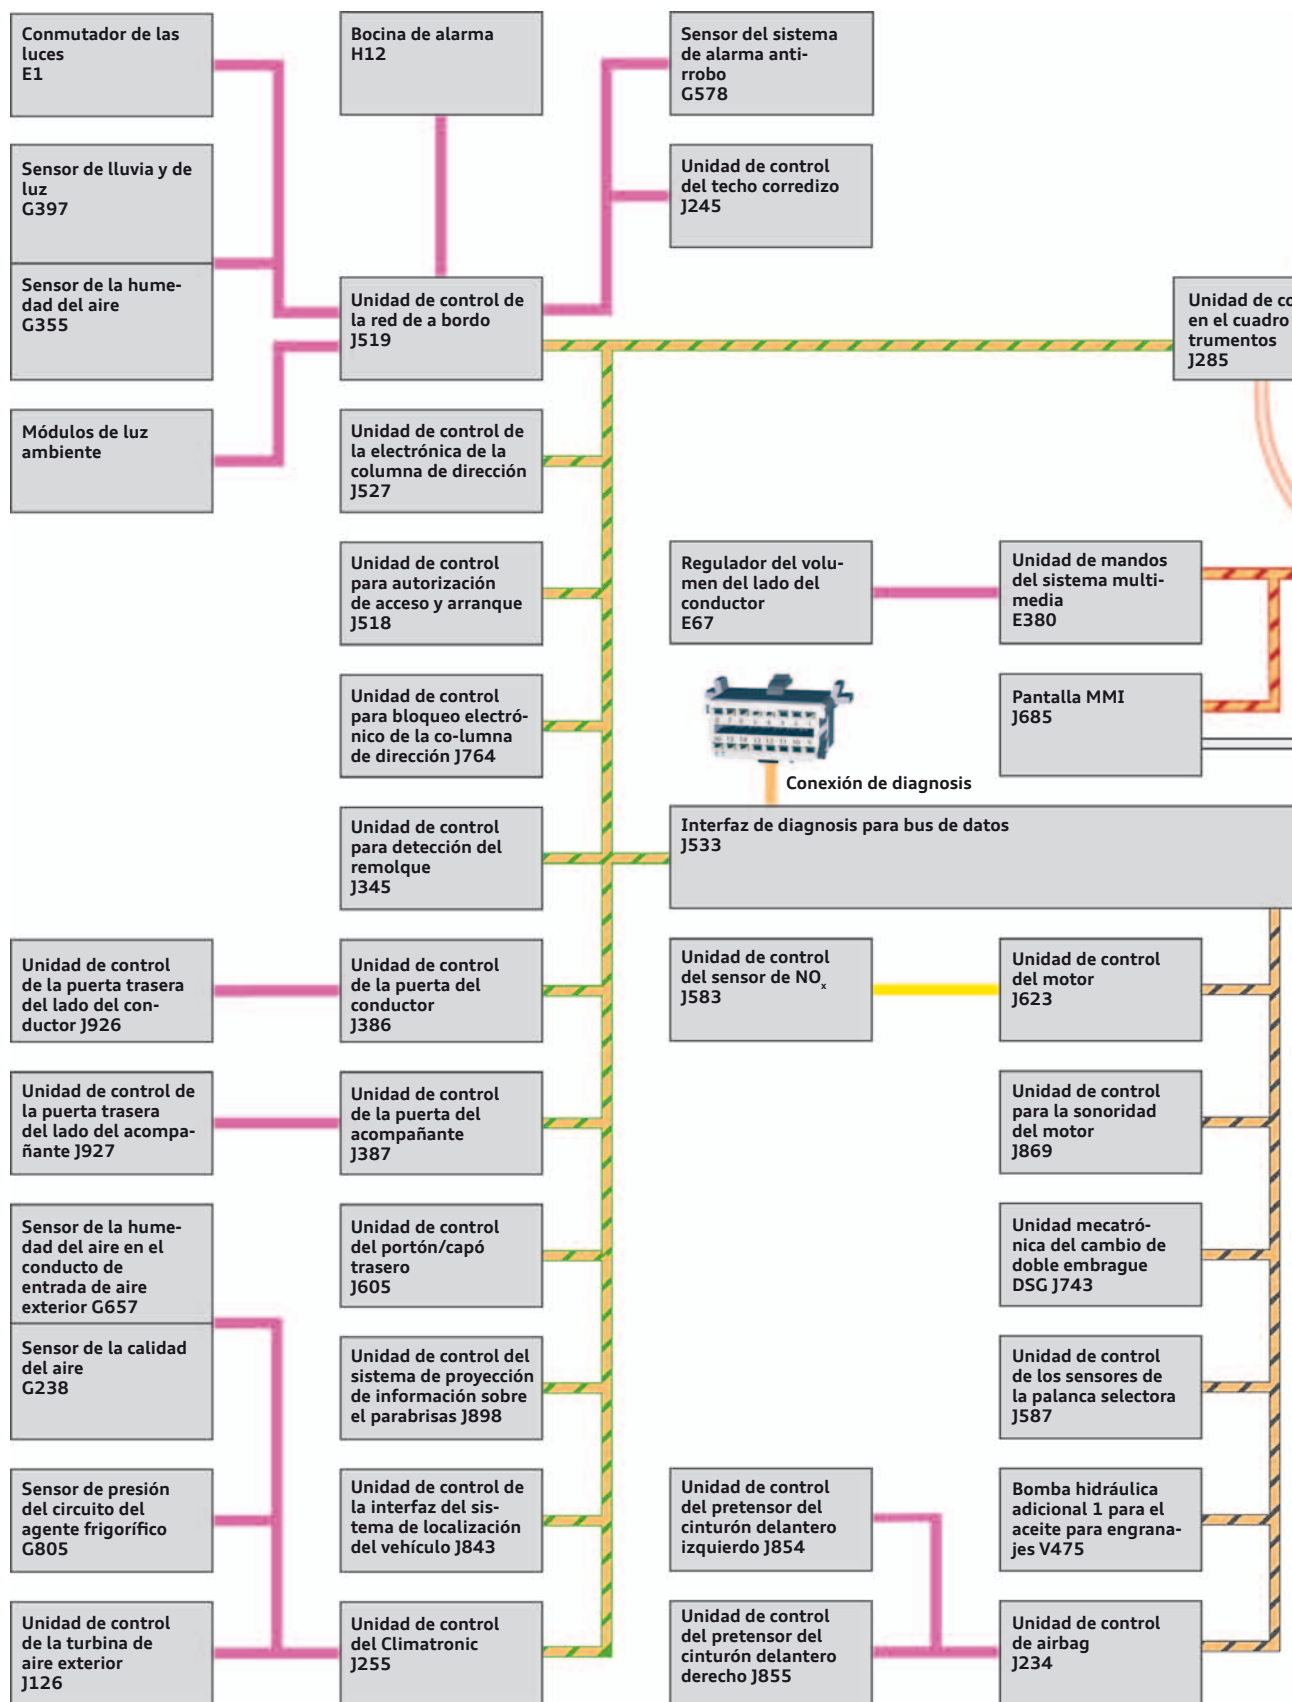 Conmutador de las
luces
E1
Bocina de alarma
H12
Sensor del sistema
de alarma anti-
rrobo
G578
Sensor de lluvia y de
luz
G397
Unidad de control
del techo corredizo
J245
Sensor de la hume-
dad del aire
G355
Unidad de control de
la red de a bordo
J519
Unidad de co
en el cuadro
trumentos
J285
Módulos de luz
ambiente
Unidad de control de
la electrónica de la
columna de dirección
J527
Unidad de control
para autorización
de acceso y arranque
J518
Regulador del volu-
men del lado del
conductor
E67
Unidad de mandos
del sistema multi-
media
E380
Unidad de control
para bloqueo electró-
nico de la co-lumna
de dirección J764
Pantalla MMI
J685
Conexión de diagnosis
Unidad de control
para detección del
remolque
J345
Interfaz de diagnosis para bus de datos
J533
Unidad de control
de la puerta trasera
del lado del con-
ductor J926
Unidad de control
de la puerta del
conductor
J386
Unidad de control
del sensor de NOx
J583
Unidad de control
del motor
J623
Unidad de control de
la puerta trasera
del lado del acompa-
ñante J927
Unidad de control
de la puerta del
acompañante
J387
Unidad de control
para la sonoridad
del motor
J869
Sensor de la hume-
dad del aire en el
conducto de
entrada de aire
exterior G657
Unidad de control
del portón/capó
trasero
J605
Unidad mecatró-
nica del cambio de
doble embrague
DSG J743
Sensor de la calidad
del aire
G238
Unidad de control del
sistema de proyección
de información sobre
el parabrisas J898
Unidad de control
de los sensores de
la palanca selectora
J587
Sensor de presión
del circuito del
agente frigorífico
G805
Unidad de control de
la interfaz del sis-
tema de localización
del vehículo J843
Unidad de control
del pretensor del
cinturón delantero
izquierdo J854
Bomba hidráulica
adicional 1 para el
aceite para engrana-
jes V475
Unidad de control
de la turbina de
aire exterior
J126
Unidad de control
del Climatronic
J255
Unidad de control
del pretensor del
cinturón delantero
derecho J855
Unidad de control
de airbag
J234